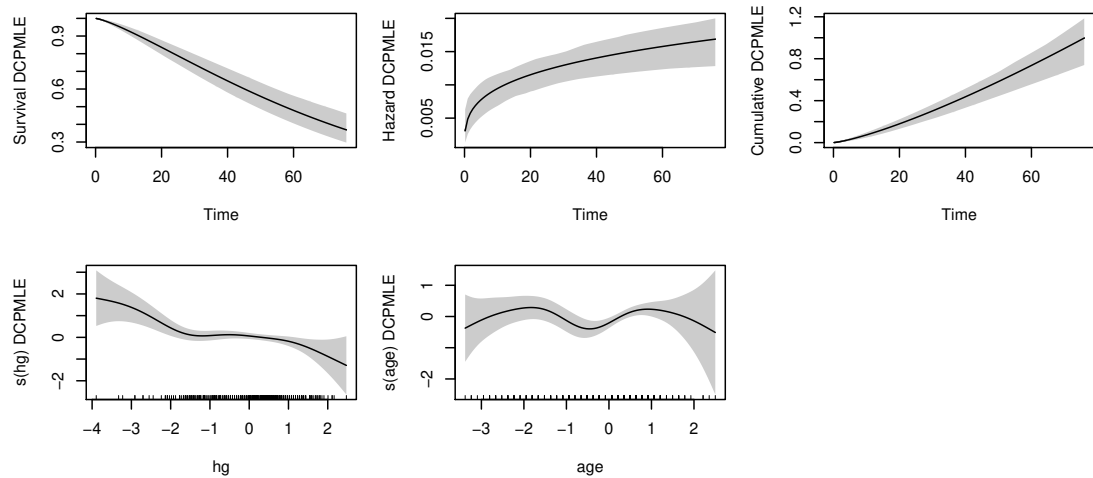 Survival DCPMLE
0.3 0.6 0.9
0 20 40 60
Time
Hazard DCPMLE
0.005 0.015
0 20 40 60
Time
Cumulative DCPMLE
0.0 0.4 0.8 1.2
0 20 40 60
Time
s(hg) DCPMLE
−2 0 2
−4 −3 −2 −1 0 1 2
hg
s(age) DCPMLE
−2 0 1
−3 −2 −1 0 1 2
age